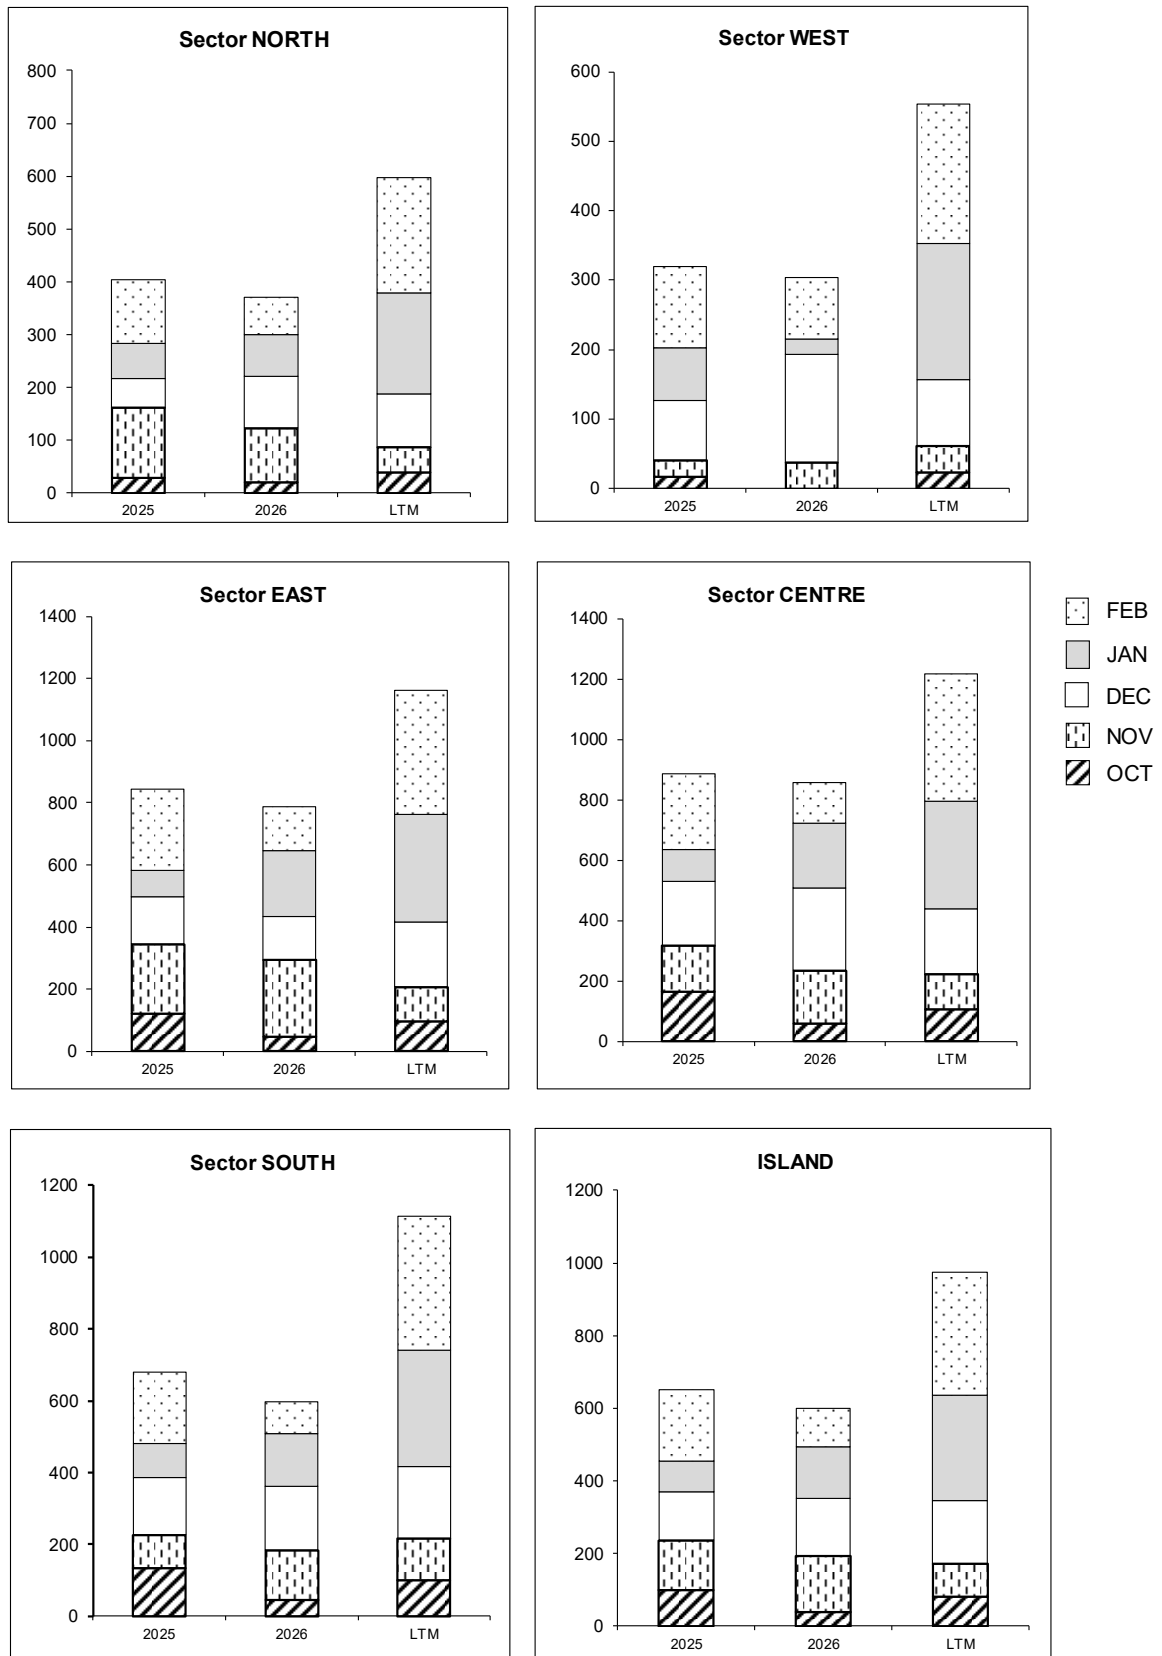 Sector NORTH
800
700
600
500
400
300
200
100
0
2025 2026 LTM
Sector WEST
600
500
400
300
200
100
0
2025 2026 LTM
Sector EAST
1400
1200
1000
800
600
400
200
0
2025 2026 LTM
Sector CENTRE
1400
1200
1000
800
600
400
200
0
2025 2026 LTM
FEB
JAN
DEC
NOV
OCT
Sector SOUTH
1200
1000
800
600
400
200
0
2025 2026 LTM
ISLAND
1200
1000
800
600
400
200
0
2025 2026 LTM